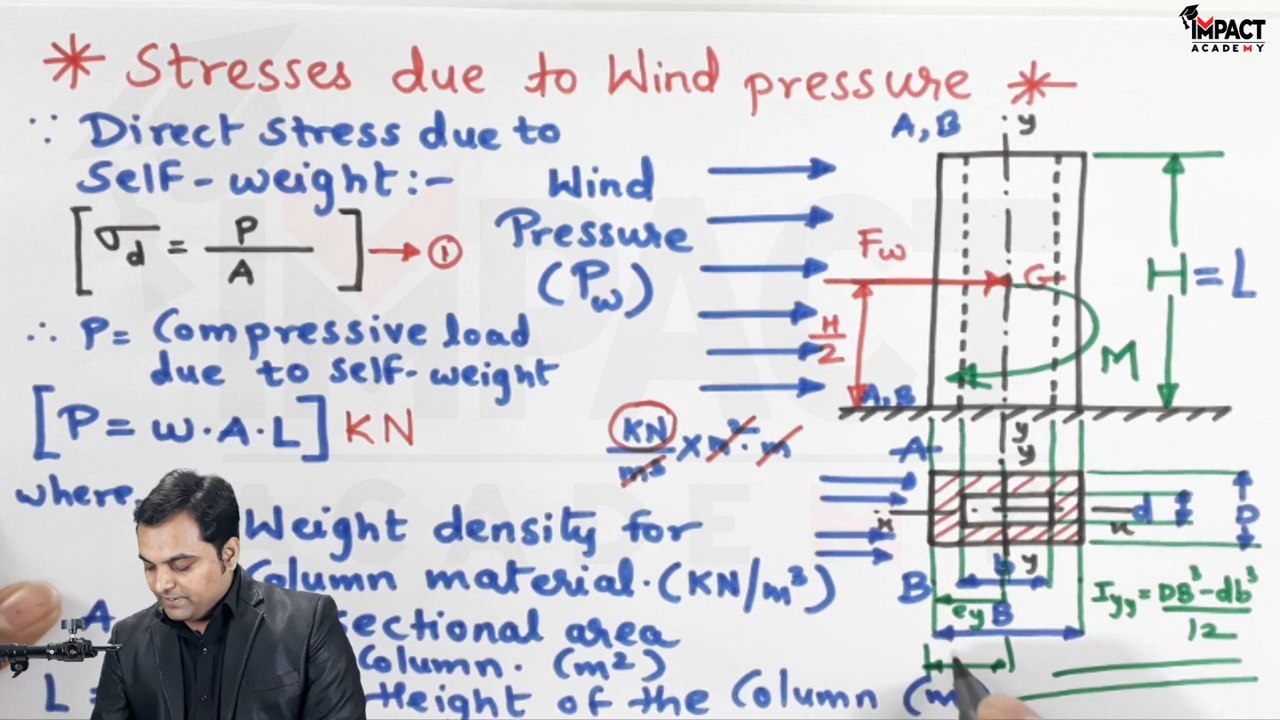 IMPACT
ACADEMY
* Stresses due to Wind pressure *
∵ Direct stress due to
self-weight:-
[σd = P/A] → ①
∴ P = Compressive load
due to self-weight
[P = w·A·L] KN
where,
Weight density for
Column material. (KN/m³)
A
sectional area
Column. (m²)
L = Height of the Column (m
Wind
Pressure
(Pw)
KN/m³ × m² · m
A, B
y
Fw
G
H/2
M
H = L
A, B
y
y
A
x
x
d
D
b
y
B
ey
B
Iyy = DB³ - db³/12